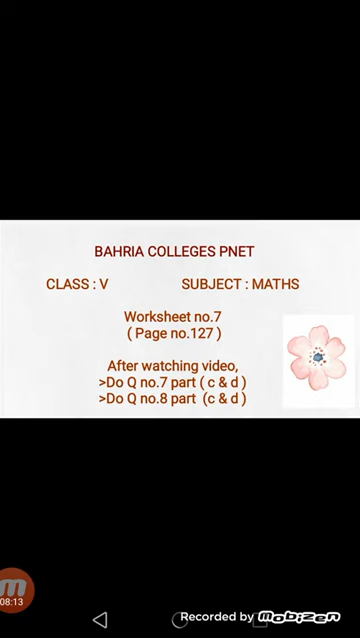 BAHRIA COLLEGES PNET
CLASS : V SUBJECT : MATHS
Worksheet no.7
( Page no.127 )
After watching video,
>Do Q no.7 part ( c & d )
>Do Q no.8 part (c & d )
08:13
Recorded by Mobizen